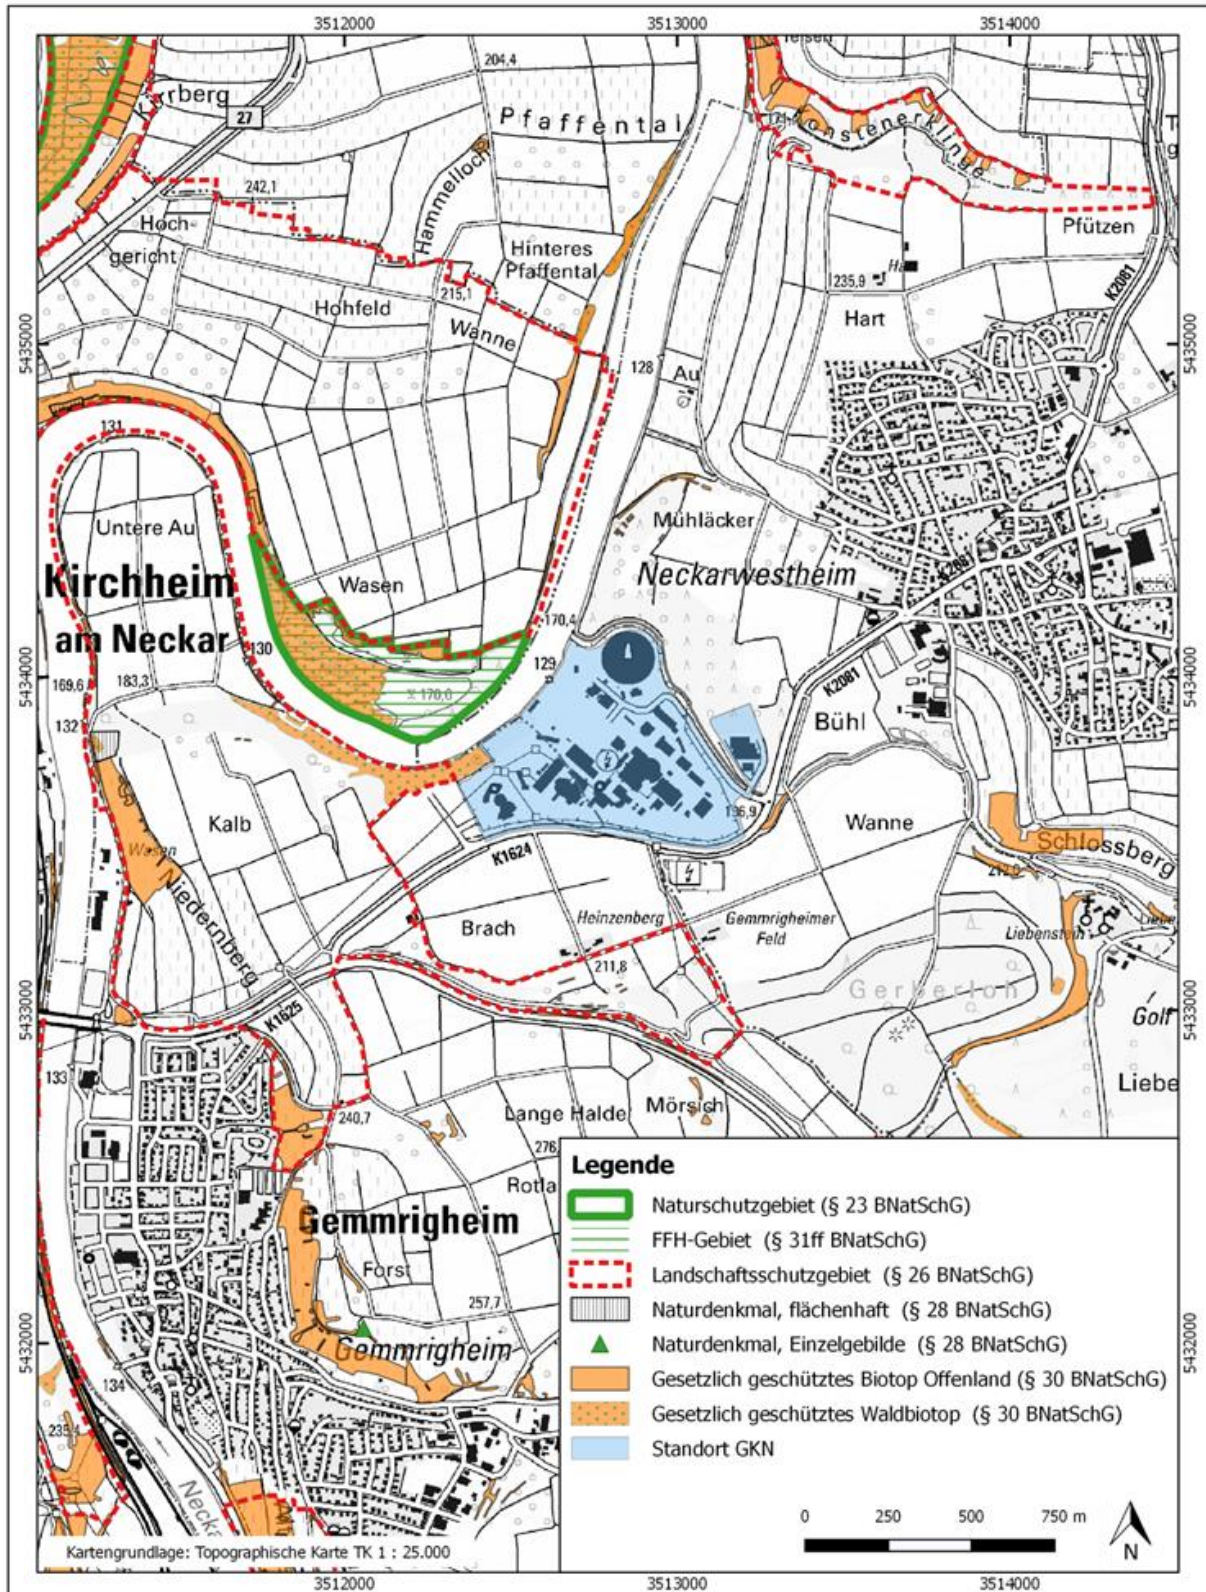 3512000
3513000
3514000
204,4
Kirrberg
27
Pfaffental
Hammelloch
242,1
Hoch-
gericht
Hinteres
Pfaffental
Pfützen
K2081
215,1
235,9
Hohfeld
Wanne
Hart
5435000
5435000
128
Au
131
Untere Au
Mühläcker
Wasen
Neckarwestheim
K2081
Kirchheim
am Neckar
170,4
130
129
5434000
5434000
169,6
183,3
170,0
K2081
132
Bühl
P
P
Kalb
Wanne
Wasen
K1624
Schlossberg
Niedernberg
Brach
Heinzenberg
Gemmrigheimer
Feld
Liebenstein
211,8
Gerberloh
5433000
5433000
K1625
Golf
133
Liebe
240,7
Lange Halde
Mörsich
276,
Rotla
Gemmrigheim
Forst
257,7
5432000
5432000
Gemmrigheim
134
Legende
Naturschutzgebiet (§ 23 BNatSchG)
FFH-Gebiet (§ 31ff BNatSchG)
Landschaftsschutzgebiet (§ 26 BNatSchG)
Naturdenkmal, flächenhaft (§ 28 BNatSchG)
Naturdenkmal, Einzelgebilde (§ 28 BNatSchG)
Gesetzlich geschütztes Biotop Offenland (§ 30 BNatSchG)
Gesetzlich geschütztes Waldbiotop (§ 30 BNatSchG)
Standort GKN
0 250 500 750 m
N
Kartengrundlage: Topographische Karte TK 1 : 25.000
3512000
3513000
3514000